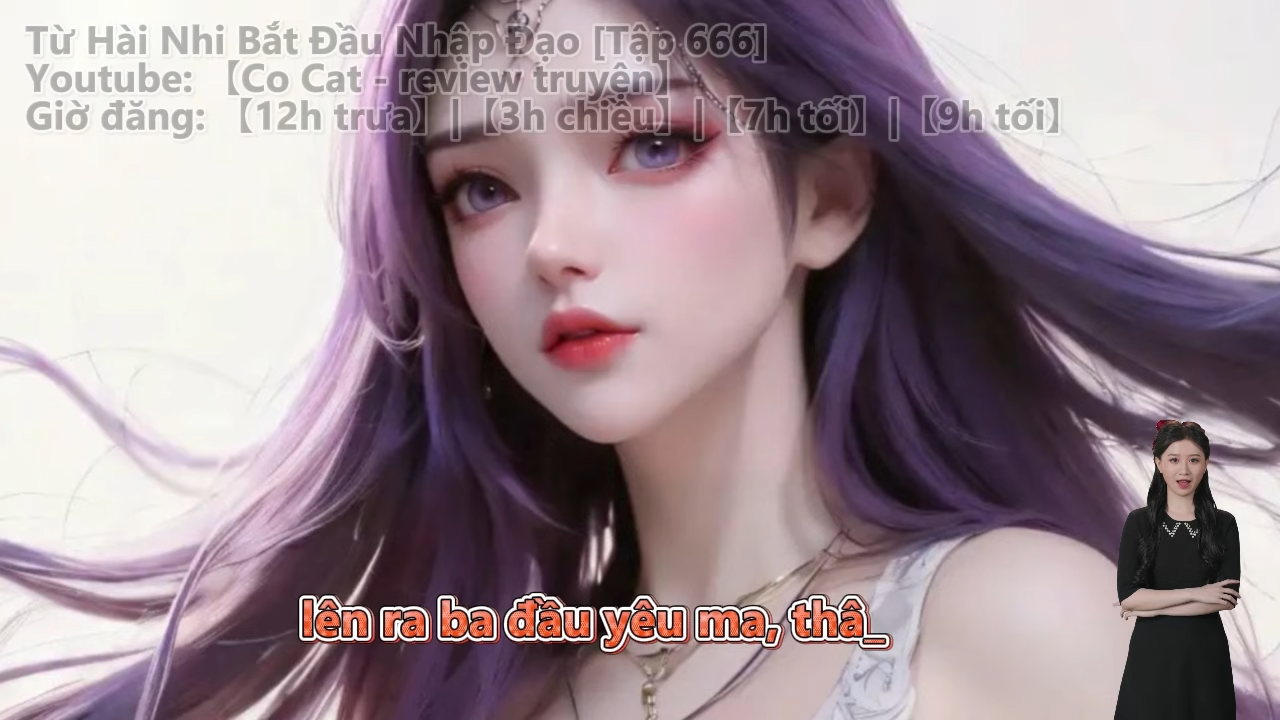 Từ Hài Nhi Bắt Đầu Nhập Đạo [Tập 666]
Youtube: 【Co Cat - review truyện】
Giờ đăng: 【12h trưa】 | 【3h chiều】 | 【7h tối】 | 【9h tối】
lên ra ba đầu yêu ma, thâ_